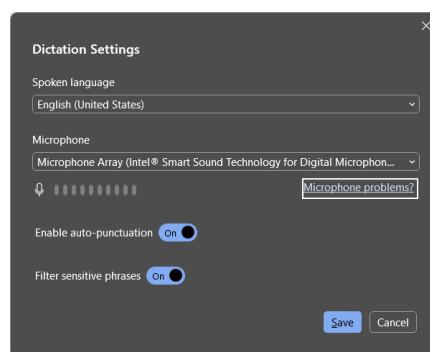 Dictation Settings
Spoken language
English (United States)
Microphone
Microphone Array (Intel® Smart Sound Technology for Digital Microphon...
Microphone problems?
Enable auto-punctuation On
Filter sensitive phrases On
Save Cancel